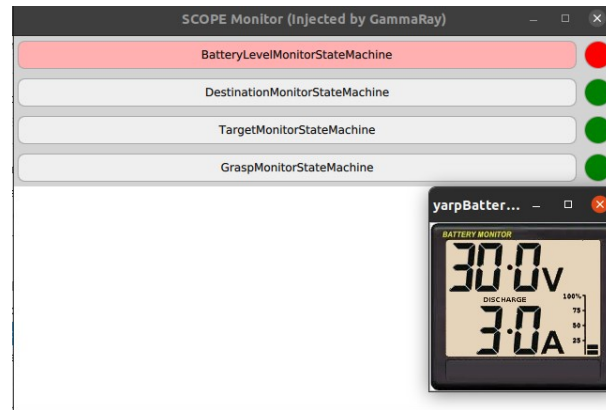 SCOPE Monitor (Injected by GammaRay)
BatteryLevelMonitorStateMachine
DestinationMonitorStateMachine
TargetMonitorStateMachine
GraspMonitorStateMachine
yarpBatter...
BATTERY MONITOR
30.0V
DISCHARGE
3.0A
100%
75
50
25